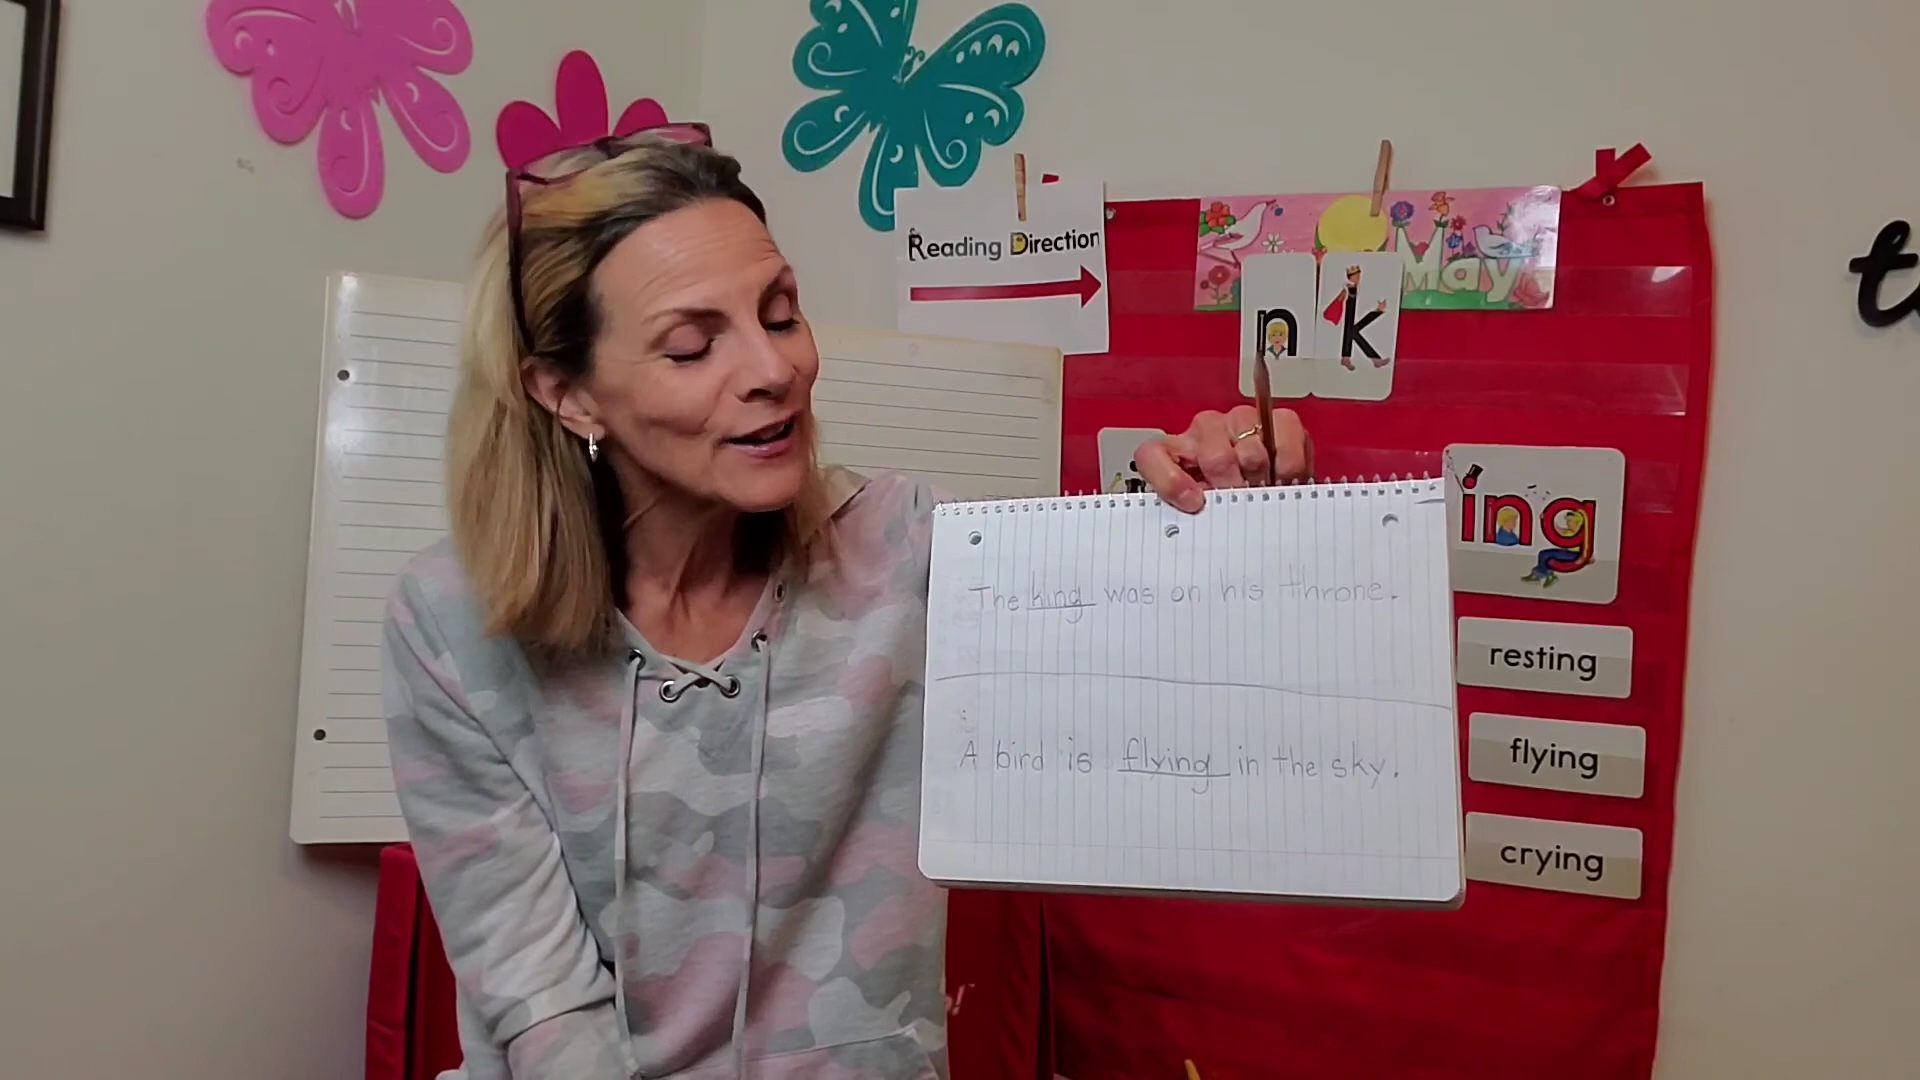 Reading Direction
May
n k
ing
The king was on his throne.
A bird is flying in the sky.
resting
flying
crying